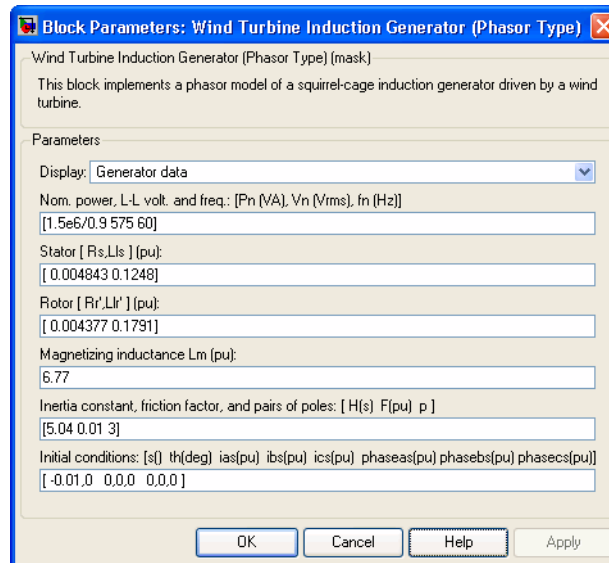 Block Parameters: Wind Turbine Induction Generator (Phasor Type)
Wind Turbine Induction Generator (Phasor Type) (mask)
This block implements a phasor model of a squirrel-cage induction generator driven by a wind
turbine.
Parameters
Display: Generator data
Nom. power, L-L volt. and freq.: [Pn (VA), Vn (Vrms), fn (Hz)]
[1.5e6/0.9 575 60]
Stator [ Rs,Lls ] (pu):
[ 0.004843 0.1248]
Rotor [ Rr',Llr' ] (pu):
[ 0.004377 0.1791]
Magnetizing inductance Lm (pu):
6.77
Inertia constant, friction factor, and pairs of poles: [ H(s) F(pu) p ]
[5.04 0.01 3]
Initial conditions: [s() th(deg) ias(pu) ibs(pu) ics(pu) phaseas(pu) phasebs(pu) phasecs(pu)]
[ -0.01,0 0,0,0 0,0,0 ]
OK Cancel Help Apply